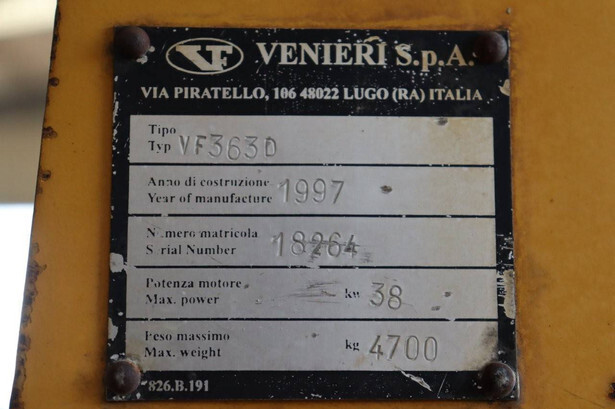 VF VENIERI S.p.A.
VIA PIRATELLO, 106 48022 LUGO (RA) ITALIA
Tipo
Typ VF363D
Anno di costruzione
Year of manufacture 1997
Numero matricola
Serial Number 18264
Potenza motore
Max. power kw 38
Peso massimo
Max. weight kg 4700
826.B.191